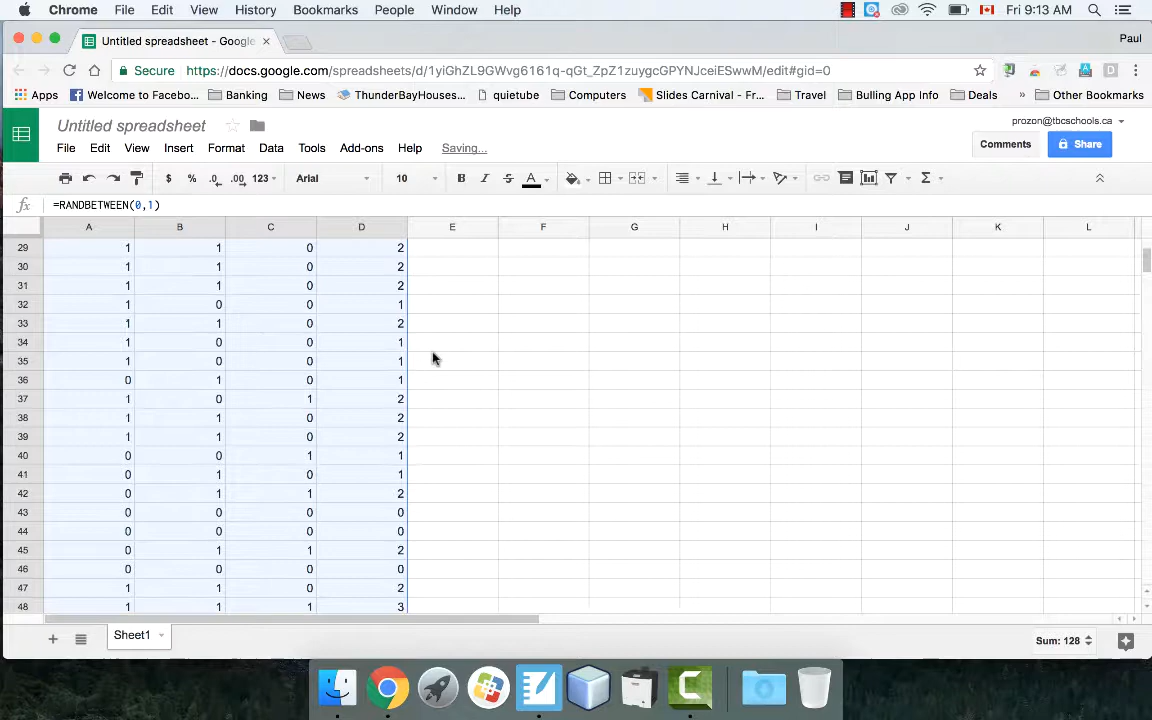 Chrome File Edit View History Bookmarks People Window Help Fri 9:13 AM
Untitled spreadsheet - Google Paul
Secure https://docs.google.com/spreadsheets/d/1yiGhZL9GWvg6161q-qGt_ZpZ1zuygcGPYNJceiESwwM/edit#gid=0
Apps Welcome to Facebo... Banking News ThunderBayHouses... quietube Computers Slides Carnival - Fr... Travel Bulling App Info Deals » Other Bookmarks
Untitled spreadsheet prozon@tbcschools.ca
File Edit View Insert Format Data Tools Add-ons Help Saving... Comments Share
$ % .0 .00 123 Arial 10 B I S A Σ
fx =RANDBETWEEN(0,1)
A B C D E F G H I J K L
29 1 1 0 2
30 1 1 0 2
31 1 1 0 2
32 1 0 0 1
33 1 1 0 2
34 1 0 0 1
35 1 0 0 1
36 0 1 0 1
37 1 0 1 2
38 1 1 0 2
39 1 1 0 2
40 0 0 1 1
41 0 1 0 1
42 0 1 1 2
43 0 0 0 0
44 0 0 0 0
45 0 1 1 2
46 0 0 0 0
47 1 1 0 2
48 1 1 1 3
Sheet1 Sum: 128